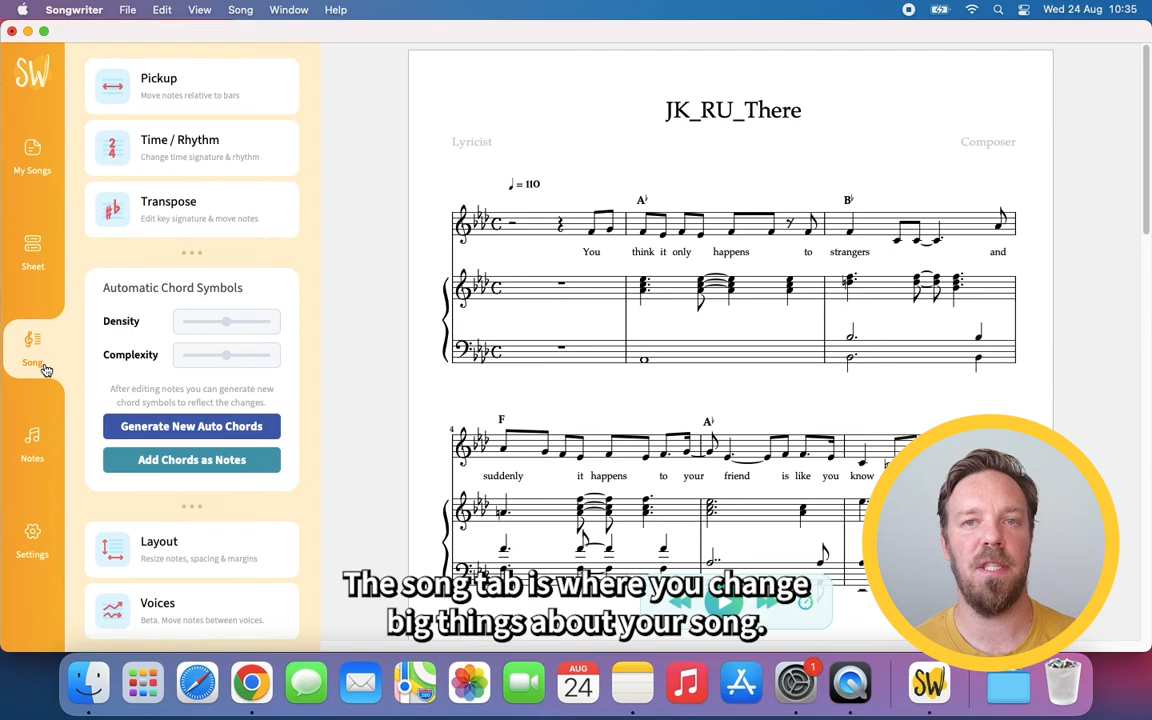 Songwriter File Edit View Song Window Help Wed 24 Aug 10:35
SW
My Songs
Sheet
Song
Notes
Settings
Pickup
Move notes relative to bars
2
4
Time / Rhythm
Change time signature & rhythm
Transpose
Edit key signature & move notes
Automatic Chord Symbols
Density
Complexity
After editing notes you can generate new
chord symbols to reflect the changes.
Generate New Auto Chords
Add Chords as Notes
Layout
Resize notes, spacing & margins
Voices
Beta. Move notes between voices.
JK_RU_There
Lyricist Composer
♩ = 110
A♭ B♭
You think it only happens to strangers and
4
F A♭
suddenly it happens to your friend is like you know
The song tab is where you change
big things about your song.
AUG
24
1
SW